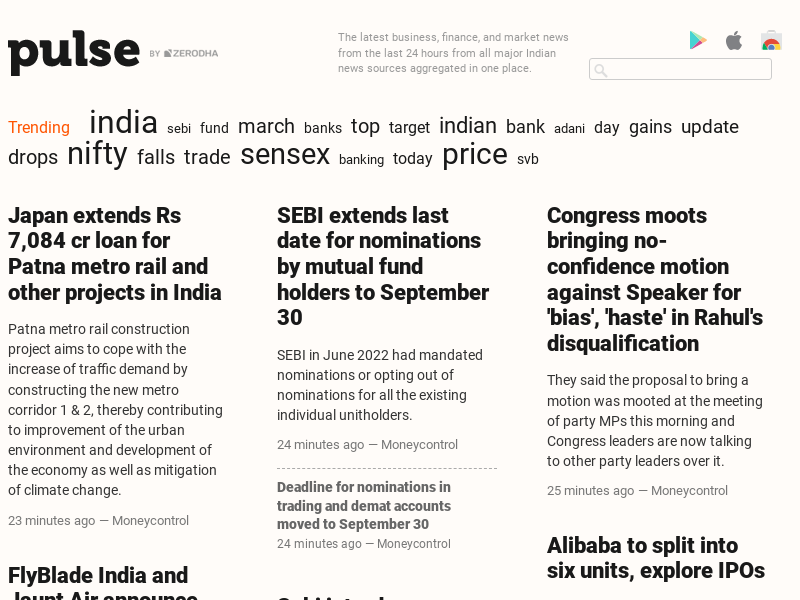 pulse BY ZERODHA
The latest business, finance, and market news
from the last 24 hours from all major Indian
news sources aggregated in one place.
Trending india sebi fund march banks top target indian bank adani day gains update
drops nifty falls trade sensex banking today price svb
Japan extends Rs
7,084 cr loan for
Patna metro rail and
other projects in India
Patna metro rail construction
project aims to cope with the
increase of traffic demand by
constructing the new metro
corridor 1 & 2, thereby contributing
to improvement of the urban
environment and development of
the economy as well as mitigation
of climate change.
23 minutes ago — Moneycontrol
FlyBlade India and
Jaunt Air announce
SEBI extends last
date for nominations
by mutual fund
holders to September
30
SEBI in June 2022 had mandated
nominations or opting out of
nominations for all the existing
individual unitholders.
24 minutes ago — Moneycontrol
Deadline for nominations in
trading and demat accounts
moved to September 30
24 minutes ago — Moneycontrol
Congress moots
bringing no-
confidence motion
against Speaker for
'bias', 'haste' in Rahul's
disqualification
They said the proposal to bring a
motion was mooted at the meeting
of party MPs this morning and
Congress leaders are now talking
to other party leaders over it.
25 minutes ago — Moneycontrol
Alibaba to split into
six units, explore IPOs